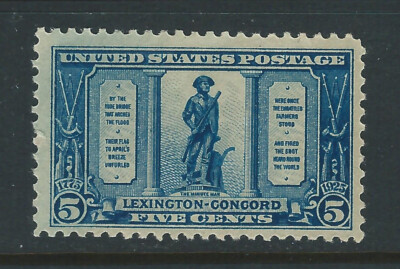 UNITED STATES POSTAGE
BY THE
RUDE BRIDGE
THAT ARCHED
THE FLOOD
THEIR FLAG
TO APRIL'S
BREEZE
UNFURLED
HERE ONCE
THE EMBATTLED
FARMERS
STOOD
AND FIRED
THE SHOT
HEARD ROUND
THE WORLD
1775
THE MINUTE MAN
1925
5
LEXINGTON-CONCORD
5
FIVE CENTS